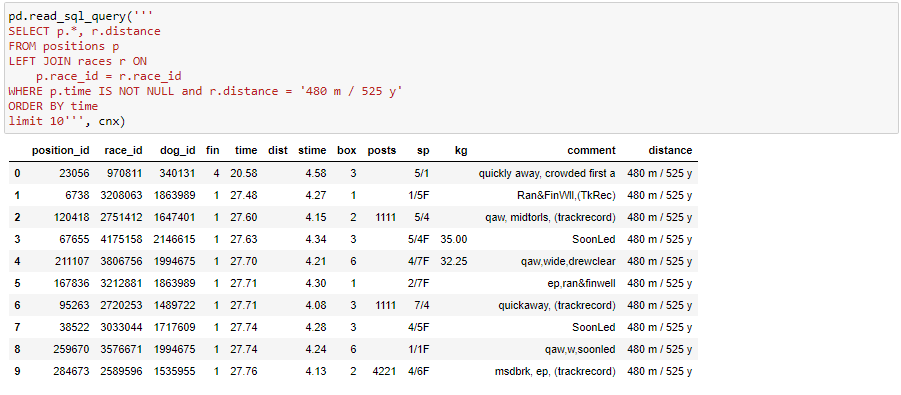 pd.read_sql_query('''
SELECT p.*, r.distance
FROM positions p
LEFT JOIN races r ON
    p.race_id = r.race_id
WHERE p.time IS NOT NULL and r.distance = '480 m / 525 y'
ORDER BY time
limit 10''', cnx)
position_id race_id dog_id fin time dist stime box posts sp kg comment distance
0 23056 970811 340131 4 20.58 4.58 3 5/1 quickly away, crowded first a 480 m / 525 y
1 6738 3208063 1863989 1 27.48 4.27 1 1/5F Ran&FinWll,(TkRec) 480 m / 525 y
2 120418 2751412 1647401 1 27.60 4.15 2 1111 5/4 qaw, midtorls, (trackrecord) 480 m / 525 y
3 67655 4175158 2146615 1 27.63 4.34 3 5/4F 35.00 SoonLed 480 m / 525 y
4 211107 3806756 1994675 1 27.70 4.21 6 4/7F 32.25 qaw,wide,drewclear 480 m / 525 y
5 167836 3212881 1863989 1 27.71 4.30 1 2/7F ep,ran&finwell 480 m / 525 y
6 95263 2720253 1489722 1 27.71 4.08 3 1111 7/4 quickaway, (trackrecord) 480 m / 525 y
7 38522 3033044 1717609 1 27.74 4.28 3 4/5F SoonLed 480 m / 525 y
8 259670 3576671 1994675 1 27.74 4.24 6 1/1F qaw,w,soonled 480 m / 525 y
9 284673 2589596 1535955 1 27.76 4.13 2 4221 4/6F msdbrk, ep, (trackrecord) 480 m / 525 y